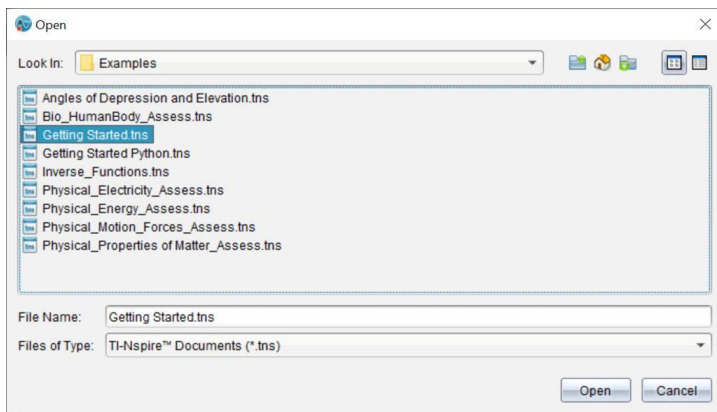 Open
Look In: Examples
Angles of Depression and Elevation.tns
Bio_HumanBody_Assess.tns
Getting Started.tns
Getting Started Python.tns
Inverse_Functions.tns
Physical_Electricity_Assess.tns
Physical_Energy_Assess.tns
Physical_Motion_Forces_Assess.tns
Physical_Properties of Matter_Assess.tns
File Name: Getting Started.tns
Files of Type: TI-Nspire™ Documents (*.tns)
Open Cancel